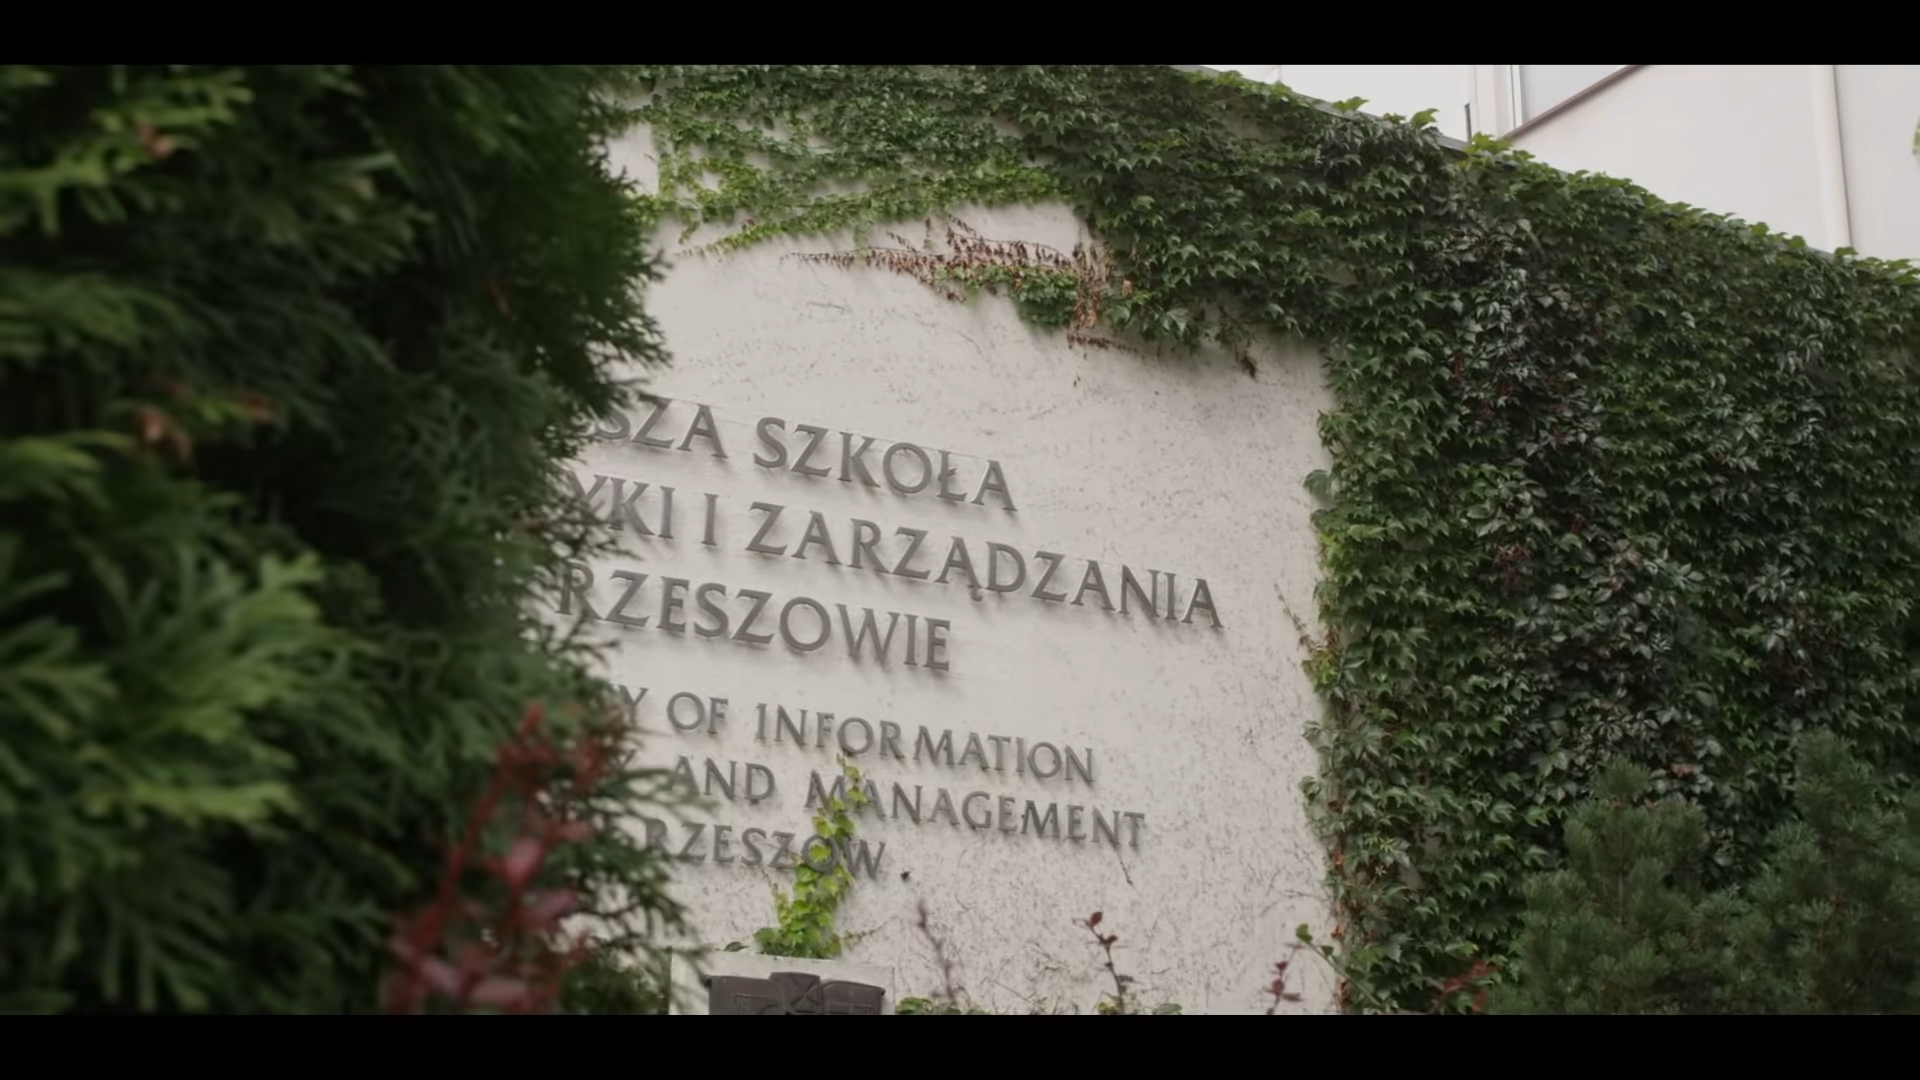 SZA SZKOŁA
YKI I ZARZĄDZANIA
RZESZOWIE
Y OF INFORMATION
AND MANAGEMENT
RZESZOW